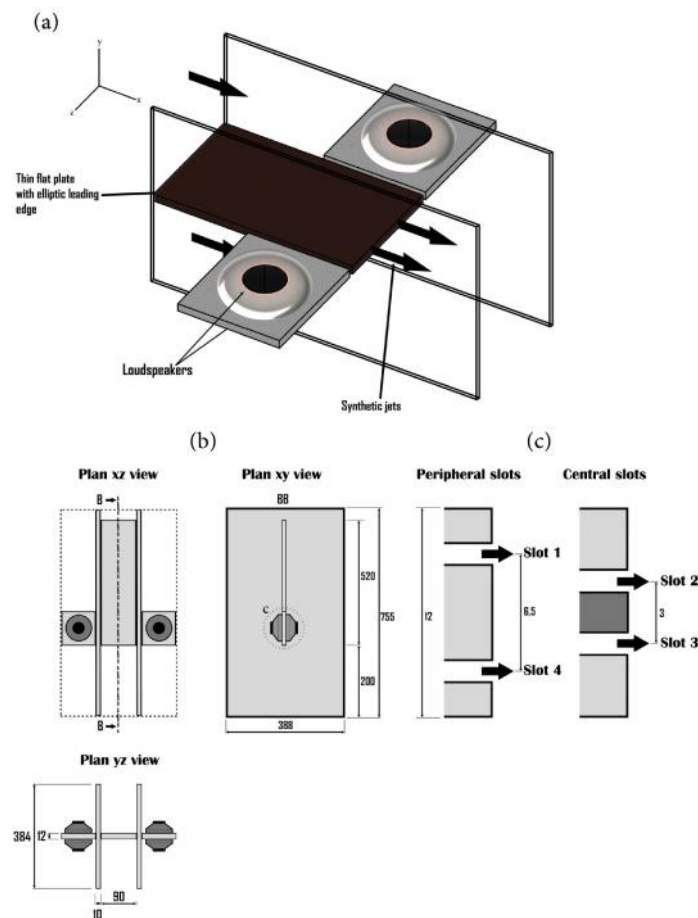 (a)
y
z
x
Thin flat plate
with elliptic leading
edge
Loudspeakers
Synthetic jets
(b)
(c)
Plan xz view
Plan xy view
Peripheral slots
Central slots
B
BB
Slot 1
Slot 2
520
C
755
12
6.5
3
Slot 3
Slot 4
200
B
388
Plan yz view
384
12
90
10